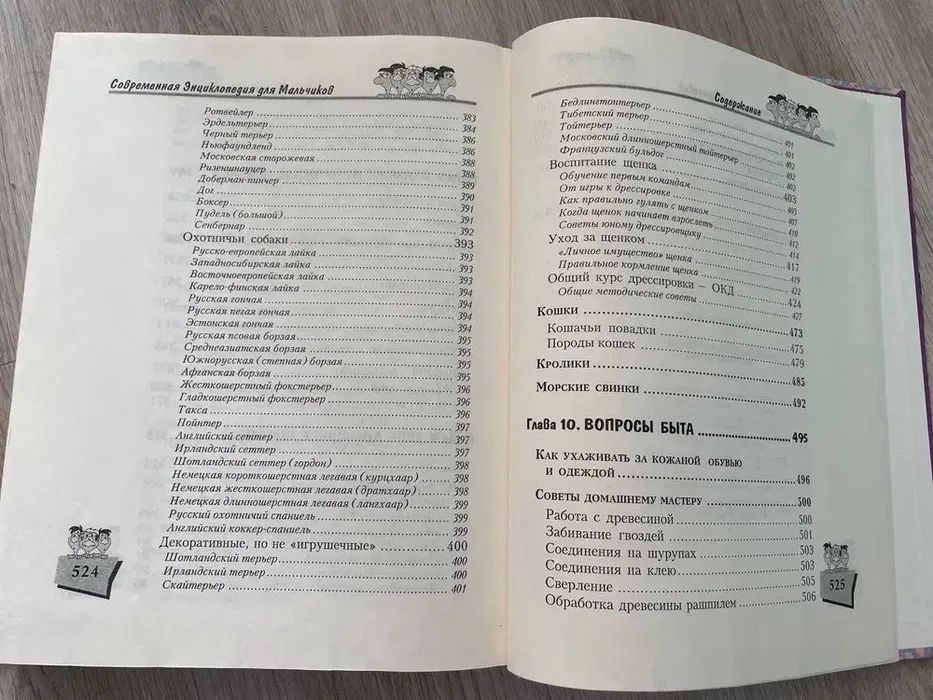 Современная Энциклопедия для Мальчиков
Ротвейлер 383
Эрдельтерьер 384
Черный терьер 386
Ньюфаундленд 386
Московская сторожевая 388
Ризеншнауцер 388
Доберман-пинчер 389
Дог 390
Боксер 391
Пудель (большой) 391
Сенбернар 392
Охотничьи собаки 393
Русско-европейская лайка 393
Западносибирская лайка 393
Восточноевропейская лайка 393
Карело-финская лайка 394
Русская гончая 394
Русская пегая гончая 394
Эстонская гончая 394
Русская псовая борзая 395
Среднеазиатская борзая 395
Южнорусская (степная) борзая 395
Афганская борзая 395
Жесткошерстный фокстерьер 396
Гладкошерстный фокстерьер 396
Такса 396
Пойнтер 397
Английский сеттер 397
Ирландский сеттер 397
Шотландский сеттер (гордон) 398
Немецкая короткошерстная легавая (курцхаар) 398
Немецкая жесткошерстная легавая (дратхаар) 398
Немецкая длинношерстная легавая (лангхаар) 399
Русский охотничий спаниель 399
Английский коккер-спаниель 399
Декоративные, но не «игрушечные» 400
Шотландский терьер 400
Ирландский терьер 400
Скайтерьер 401
524
Содержание
Бедлингтонтерьер 401
Тибетский терьер 401
Тойтерьер 401
Московский длинношерстный тойтерьер 402
Французский бульдог 402
Воспитание щенка 403
Обучение первым командам 403
От игры к дрессировке 407
Как правильно гулять с щенком 410
Когда щенок начинает взрослеть 412
Советы юному дрессировщику 414
Уход за щенком 417
«Личное имущество» щенка 419
Правильное кормление щенка 422
Общий курс дрессировки – ОКД 424
Общие методические советы 427
Кошки 473
Кошачьи повадки 475
Породы кошек 479
Кролики 485
Морские свинки 492
Глава 10. ВОПРОСЫ БЫТА 495
Как ухаживать за кожаной обувью
и одеждой 496
Советы домашнему мастеру 500
Работа с древесиной 500
Забивание гвоздей 501
Соединения на шурупах 503
Соединения на клею 503
Сверление 505
Обработка древесины рашпилем 506
525